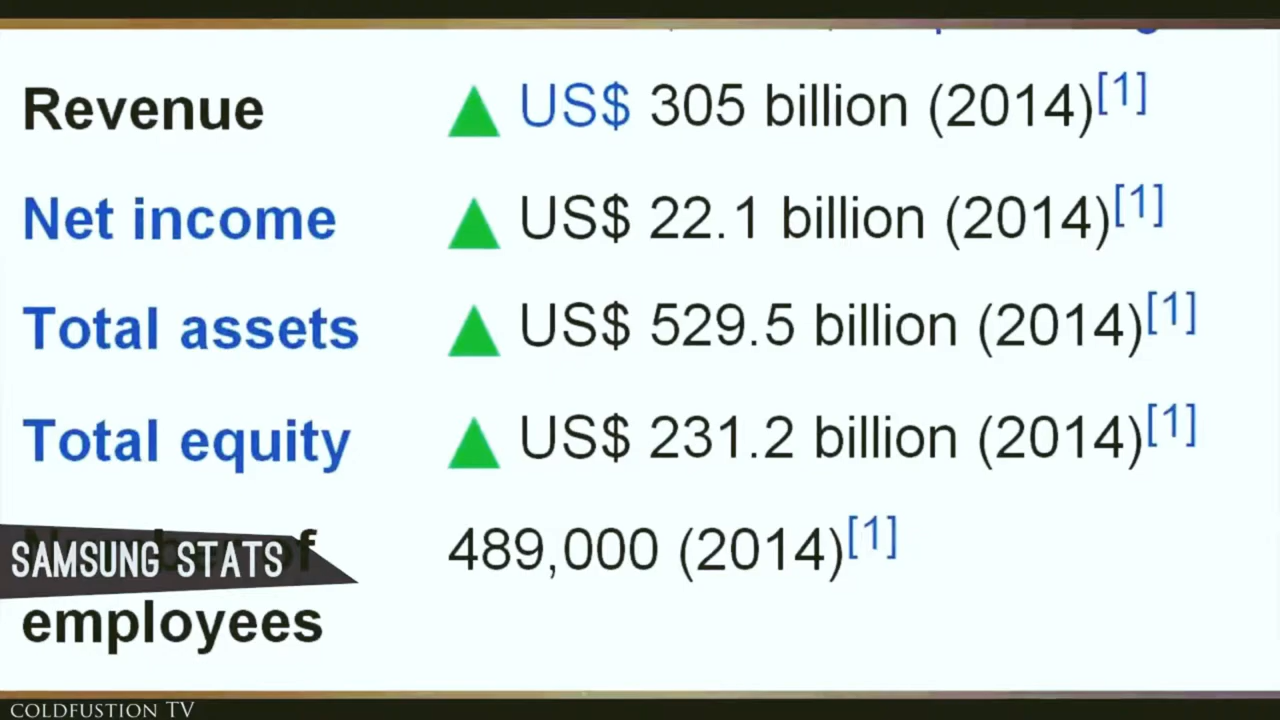 Revenue ▲ US$ 305 billion (2014)[1]
Net income ▲ US$ 22.1 billion (2014)[1]
Total assets ▲ US$ 529.5 billion (2014)[1]
Total equity ▲ US$ 231.2 billion (2014)[1]
489,000 (2014)[1]
SAMSUNG STATS
employees
COLDFUSTION TV